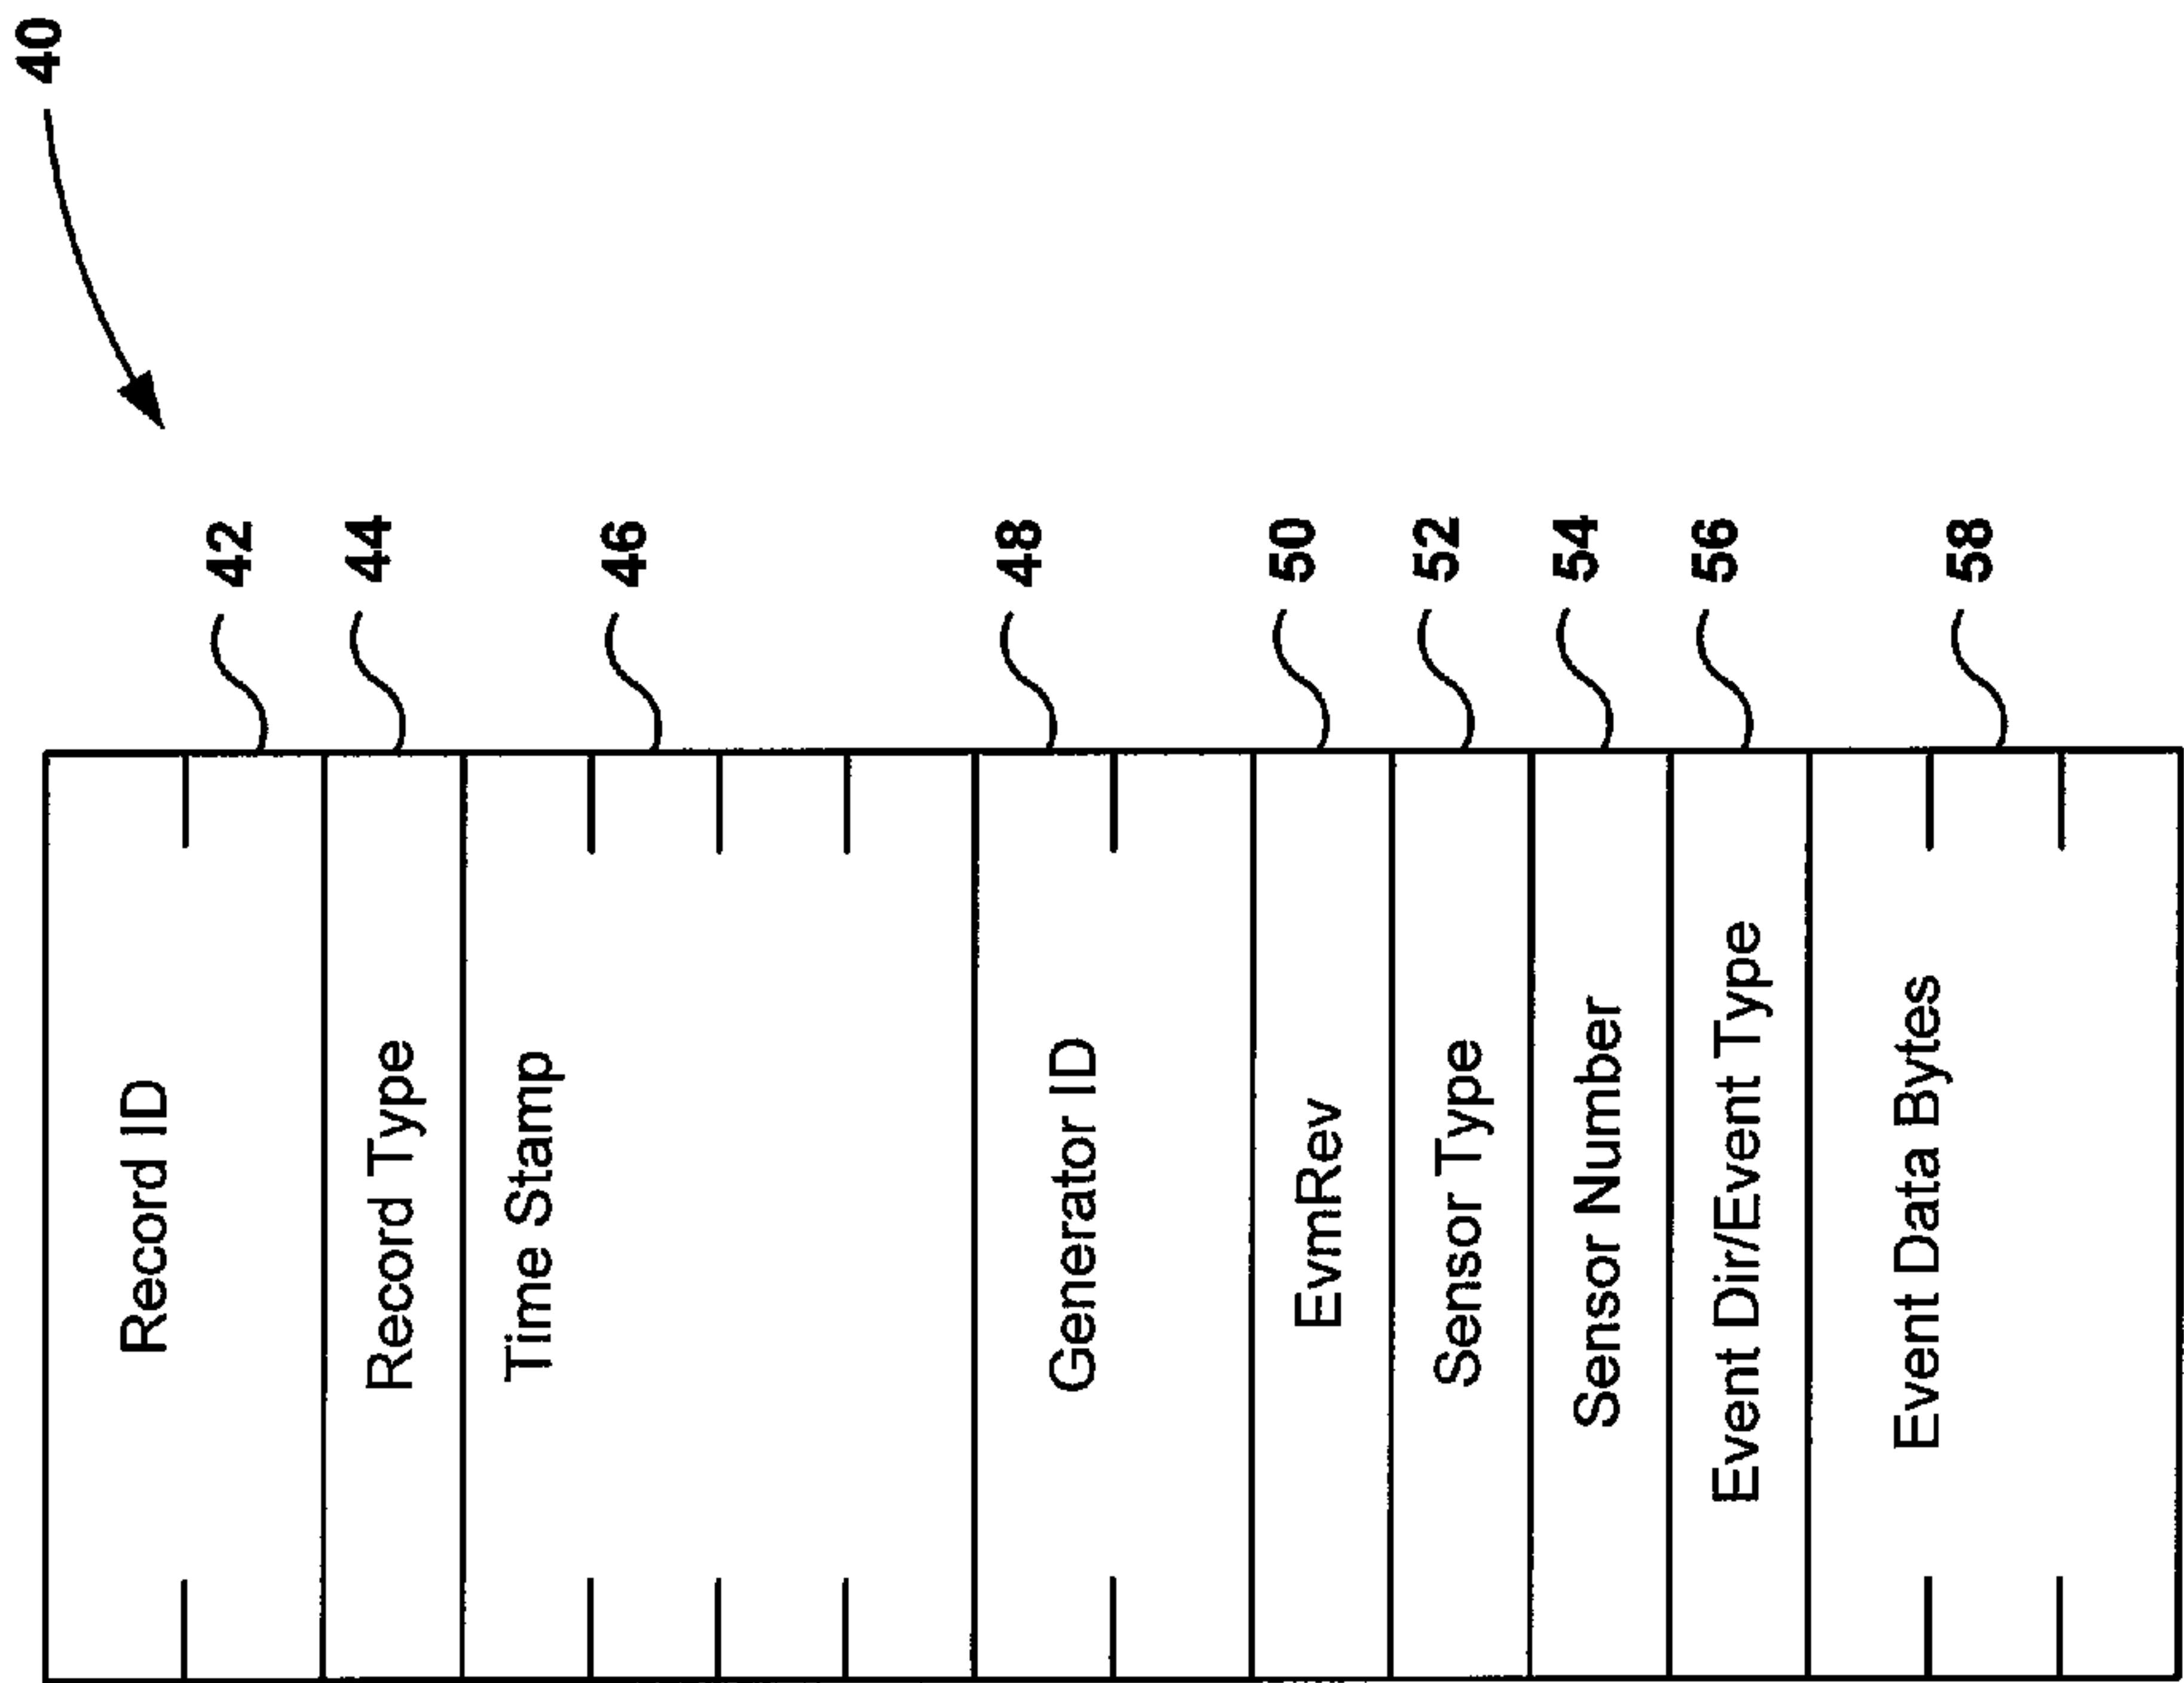 40
Record ID 42
Record Type 44
Time Stamp 46
Generator ID 48
EvmRev 50
Sensor Type 52
Sensor Number 54
Event Dir/Event Type 56
Event Data Bytes 58